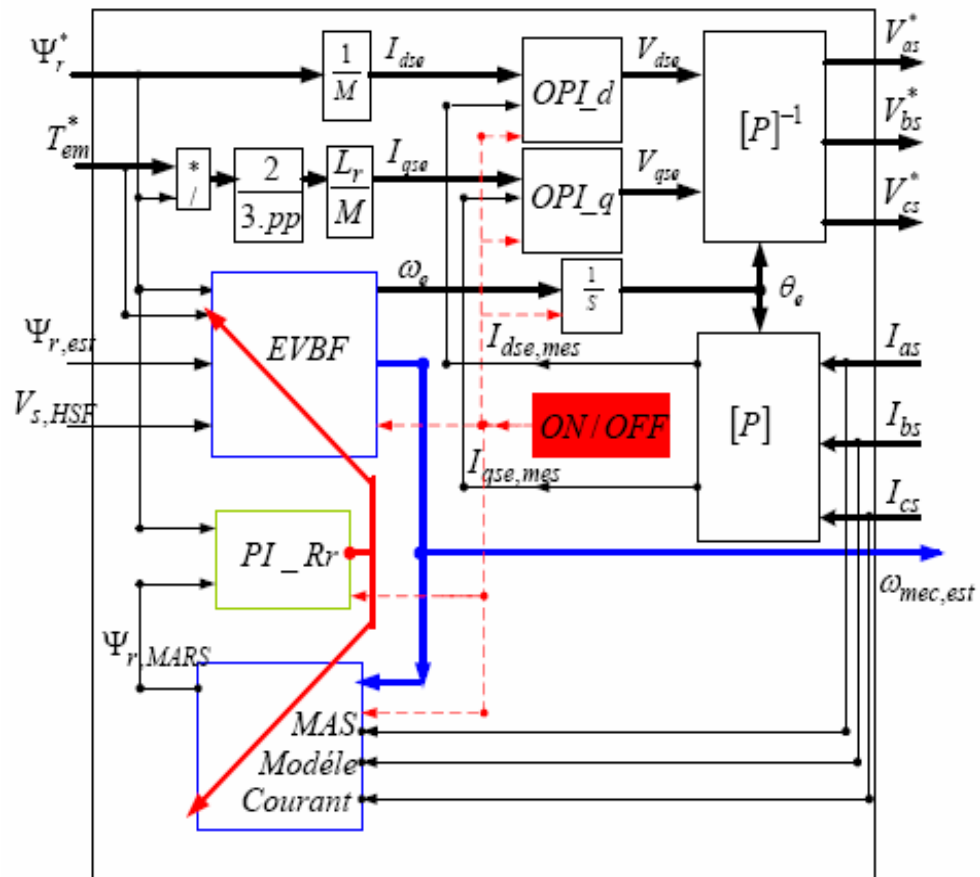 Ψr*
1/M
Idse
OPI_d
Vdse
[P]⁻¹
Vas*
Vbs*
Vcs*
Tem*
* /
2/3.pp
Lr/M
Iqse
OPI_q
Vqse
ωe
1/S
θe
Ψr,est
EVBF
Idse,mes
Ias
Vs,HSF
ON/OFF
[P]
Ibs
Iqse,mes
Ics
PI_Rr
ωmec,est
Ψr,MARS
MAS
Modéle
Courant